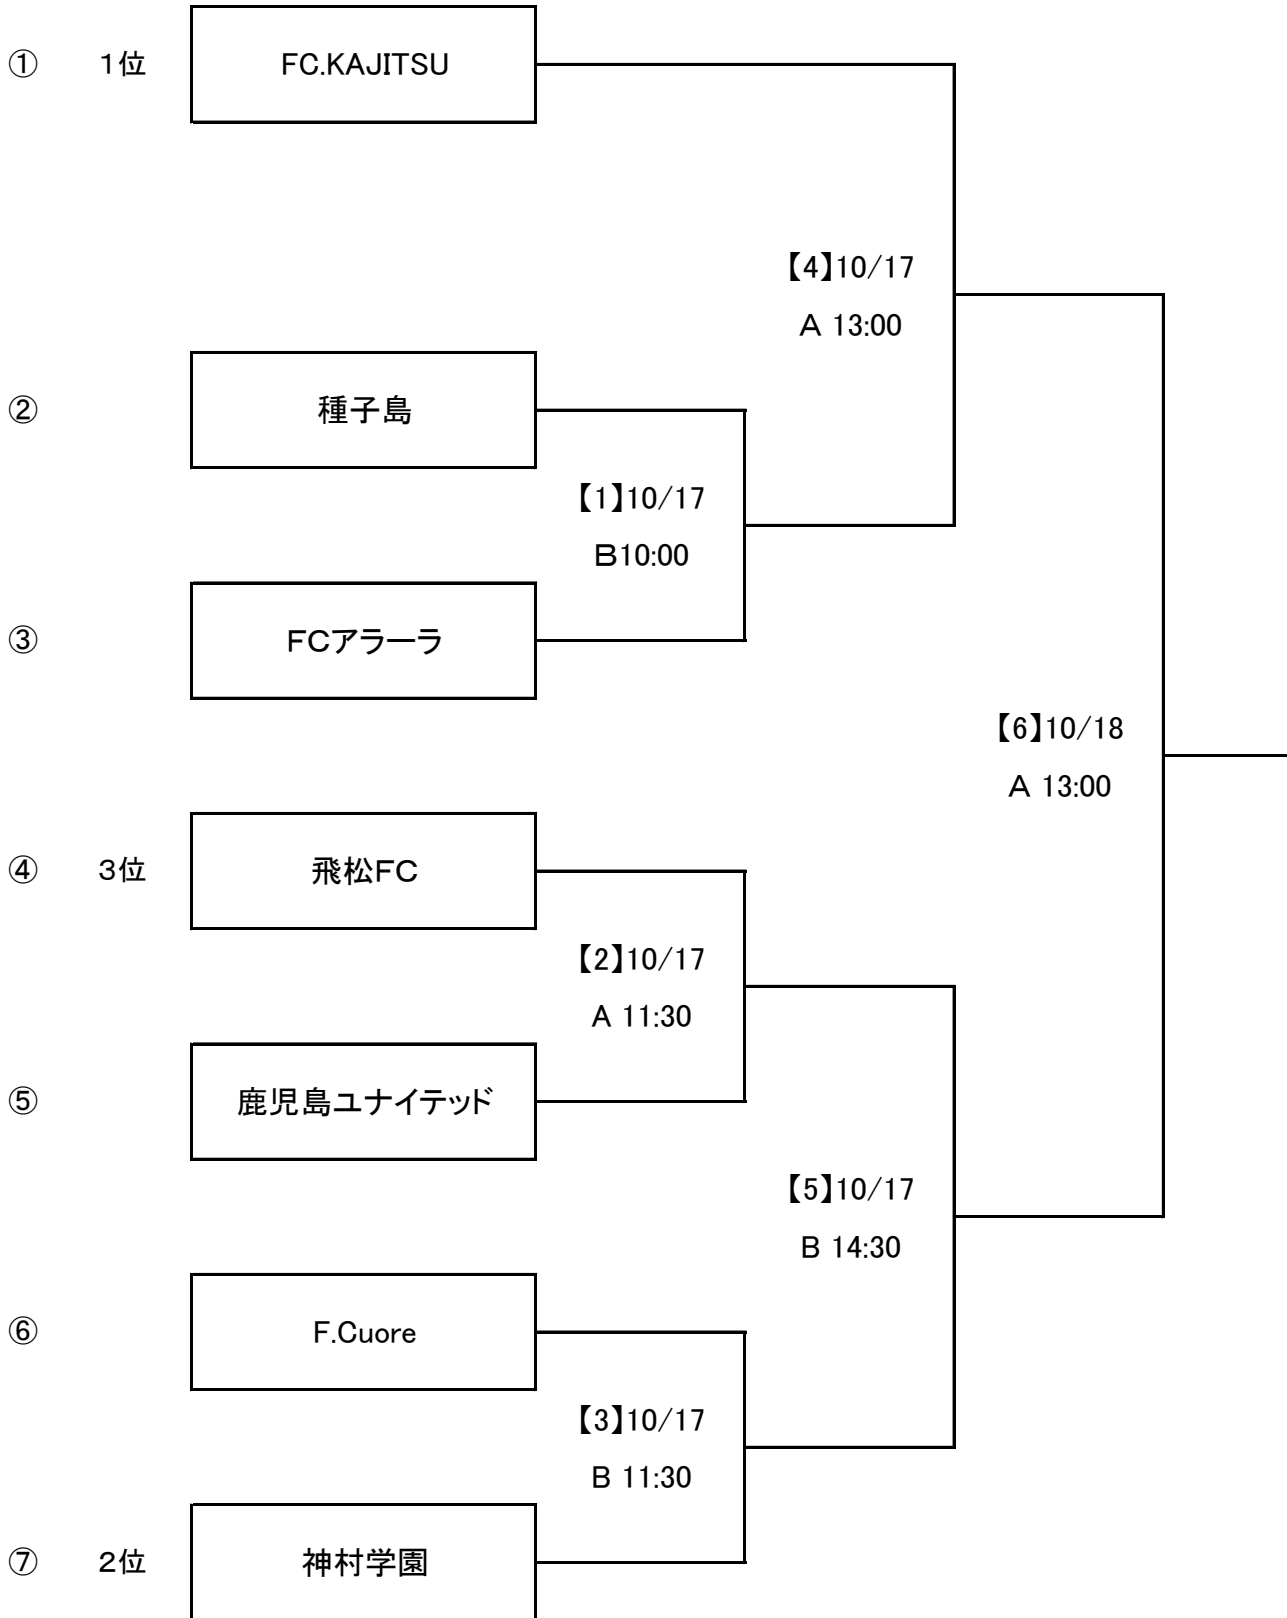 ① 1位 FC.KAJITSU
【4】10/17
A 13:00
② 種子島
【1】10/17
B10:00
③ FCアラーラ
【6】10/18
A 13:00
④ 3位 飛松FC
【2】10/17
A 11:30
⑤ 鹿児島ユナイテッド
【5】10/17
B 14:30
⑥ F.Cuore
【3】10/17
B 11:30
⑦ 2位 神村学園